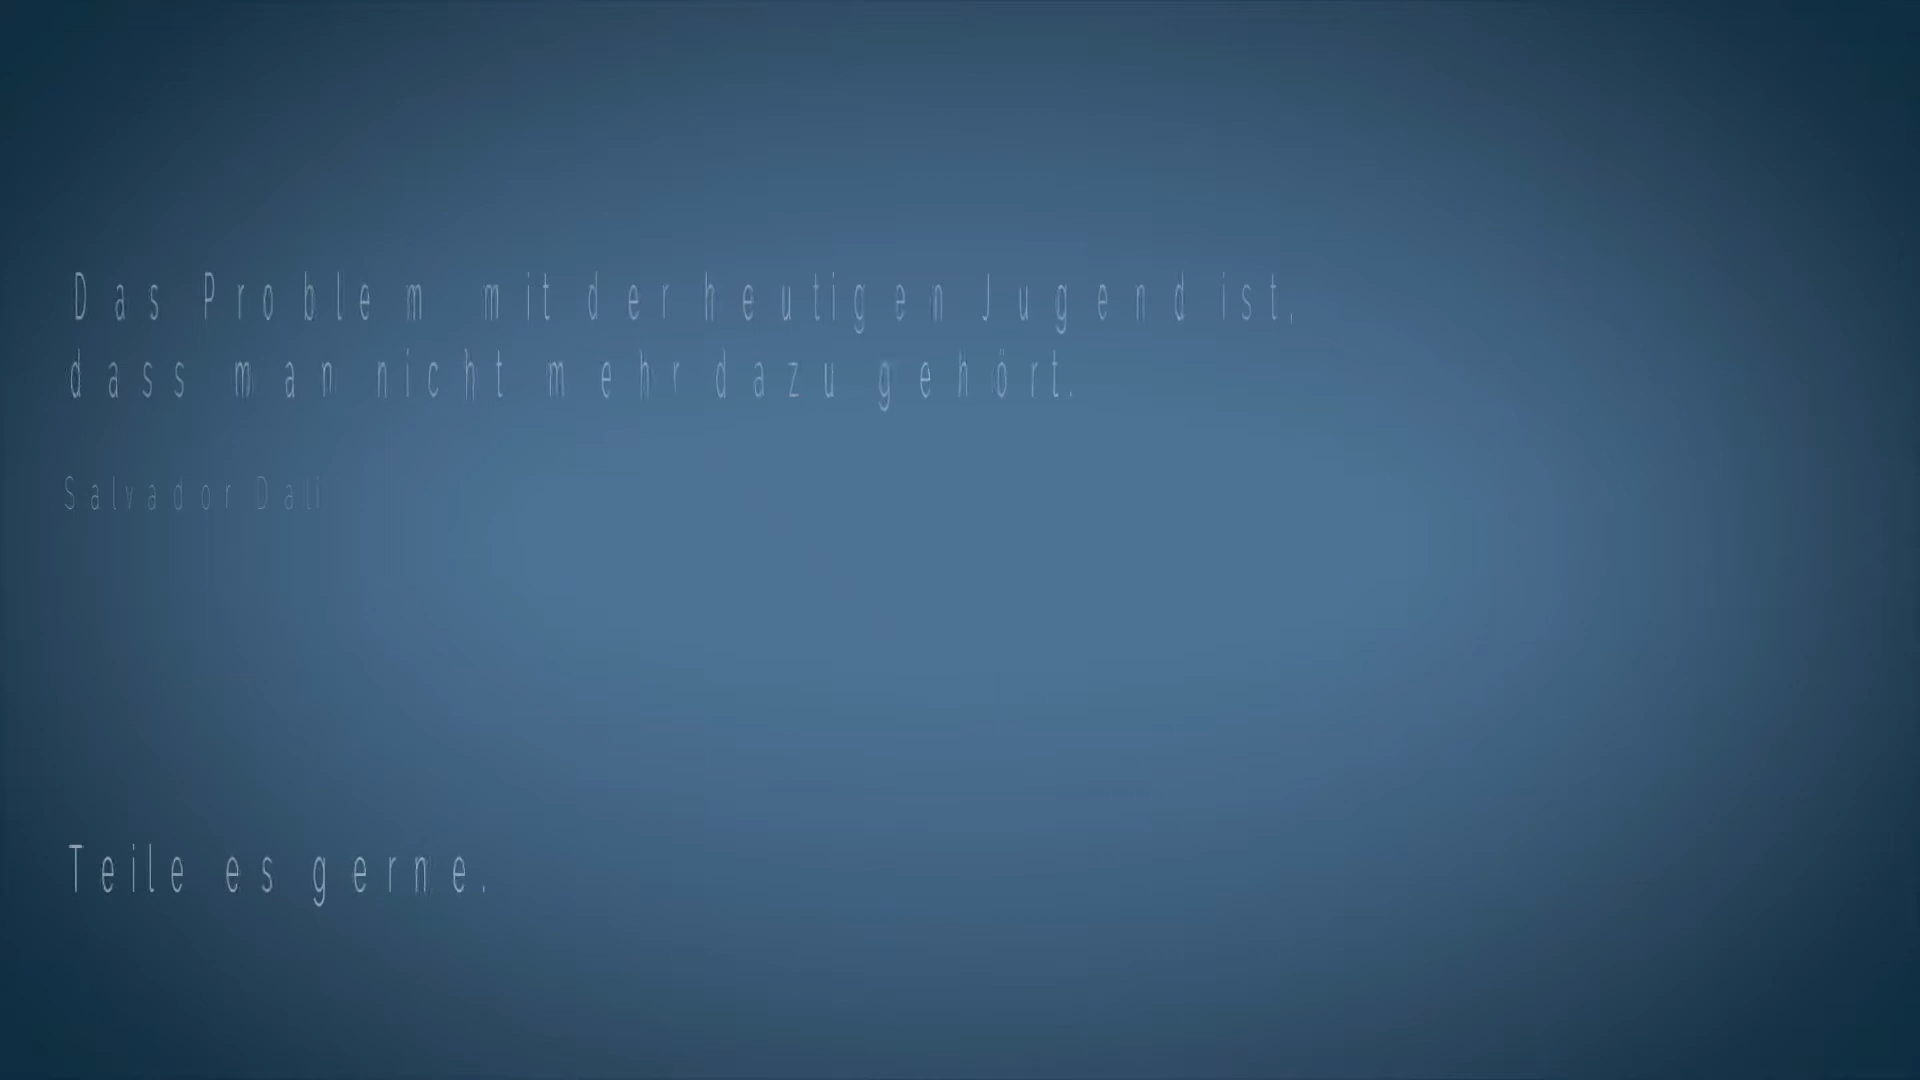 Das Problem mit der heutigen Jugend ist,
dass man nicht mehr dazu gehört.
Salvador Dali
Teile es gerne.